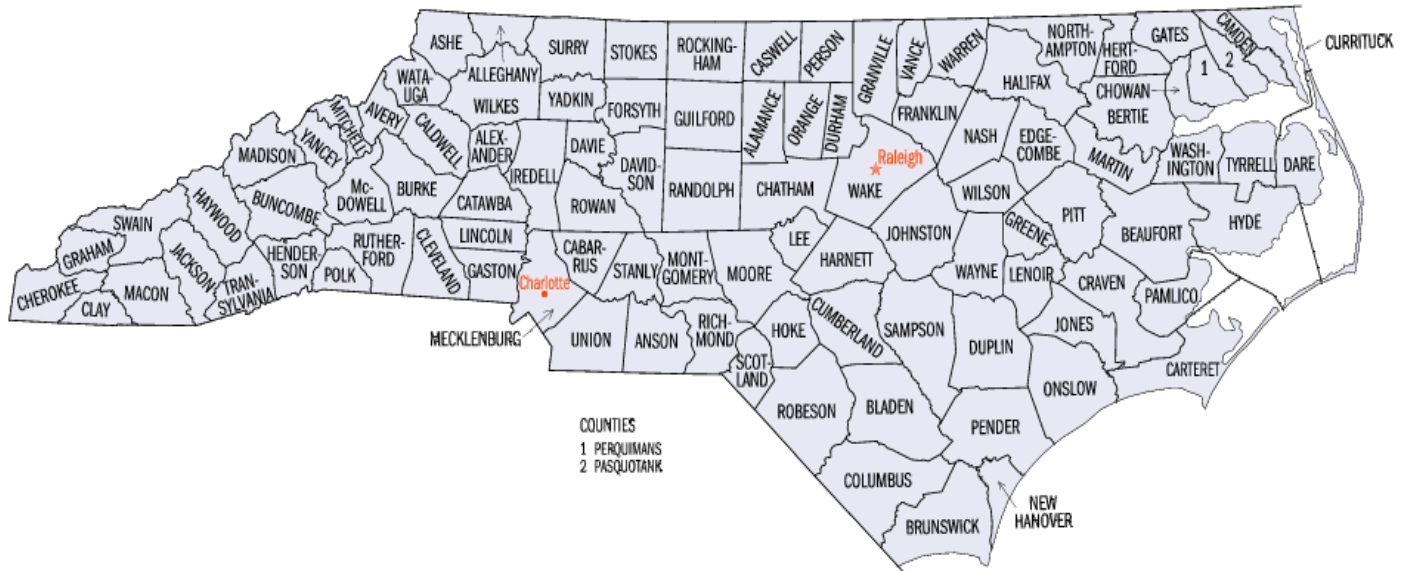 ASHE
ALLEGHANY
SURRY
STOKES
ROCKING-
HAM
CASWELL
PERSON
GRANVILLE
VANCE
WARREN
NORTH-
AMPTON
HERT-
FORD
GATES
CAMDEN
CURRITUCK
1
2
WATA-
UGA
WILKES
YADKIN
FORSYTH
GUILFORD
ALAMANCE
ORANGE
DURHAM
FRANKLIN
HALIFAX
CHOWAN
BERTIE
MITCHELL
AVERY
CALDWELL
ALEX-
ANDER
IREDELL
DAVIE
DAVID-
SON
RANDOLPH
CHATHAM
Raleigh
WAKE
NASH
EDGE-
COMBE
MARTIN
WASH-
INGTON
TYRRELL
DARE
MADISON
YANCEY
McDOWELL
BURKE
CATAWBA
ROWAN
WILSON
PITT
BEAUFORT
HYDE
SWAIN
HAYWOOD
BUNCOMBE
RUTHER-
FORD
CLEVELAND
LINCOLN
GASTON
CABAR-
RUS
STANLY
MONT-
GOMERY
MOORE
LEE
HARNETT
JOHNSTON
WAYNE
GREENE
LENOIR
CRAVEN
PAMLICO
GRAHAM
CHEROKEE
CLAY
MACON
JACKSON
TRAN-
SYLVANIA
HENDER-
SON
POLK
Charlotte
MECKLENBURG
UNION
ANSON
RICH-
MOND
SCOT-
LAND
HOKE
CUMBERLAND
SAMPSON
DUPLIN
JONES
ONSLOW
CARTERET
ROBESON
BLADEN
PENDER
COLUMBUS
BRUNSWICK
NEW
HANOVER
COUNTIES
1 PERQUIMANS
2 PASQUOTANK